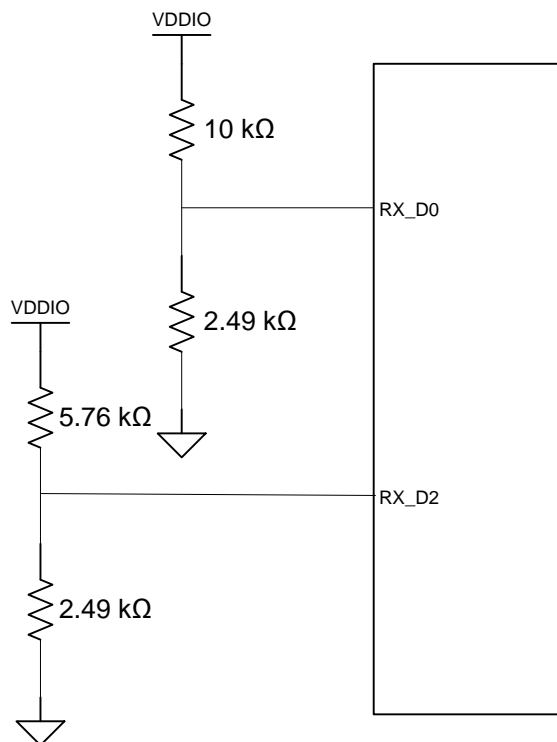 VDDIO
10 kΩ
RX_D0
2.49 kΩ
VDDIO
5.76 kΩ
RX_D2
2.49 kΩ